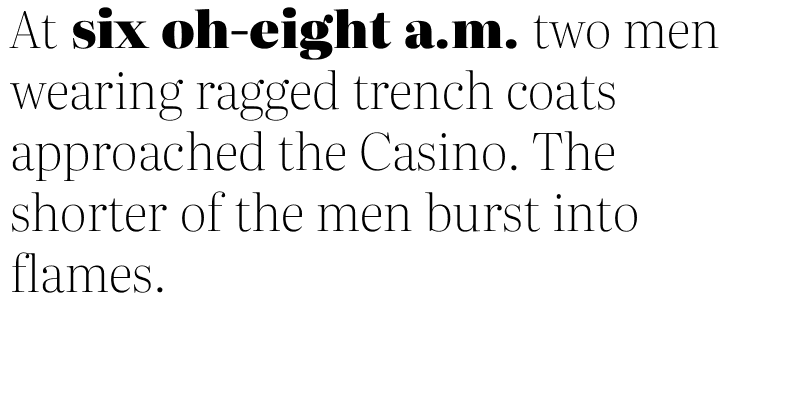 At six oh-eight a.m. two men
wearing ragged trench coats
approached the Casino. The
shorter of the men burst into
flames.